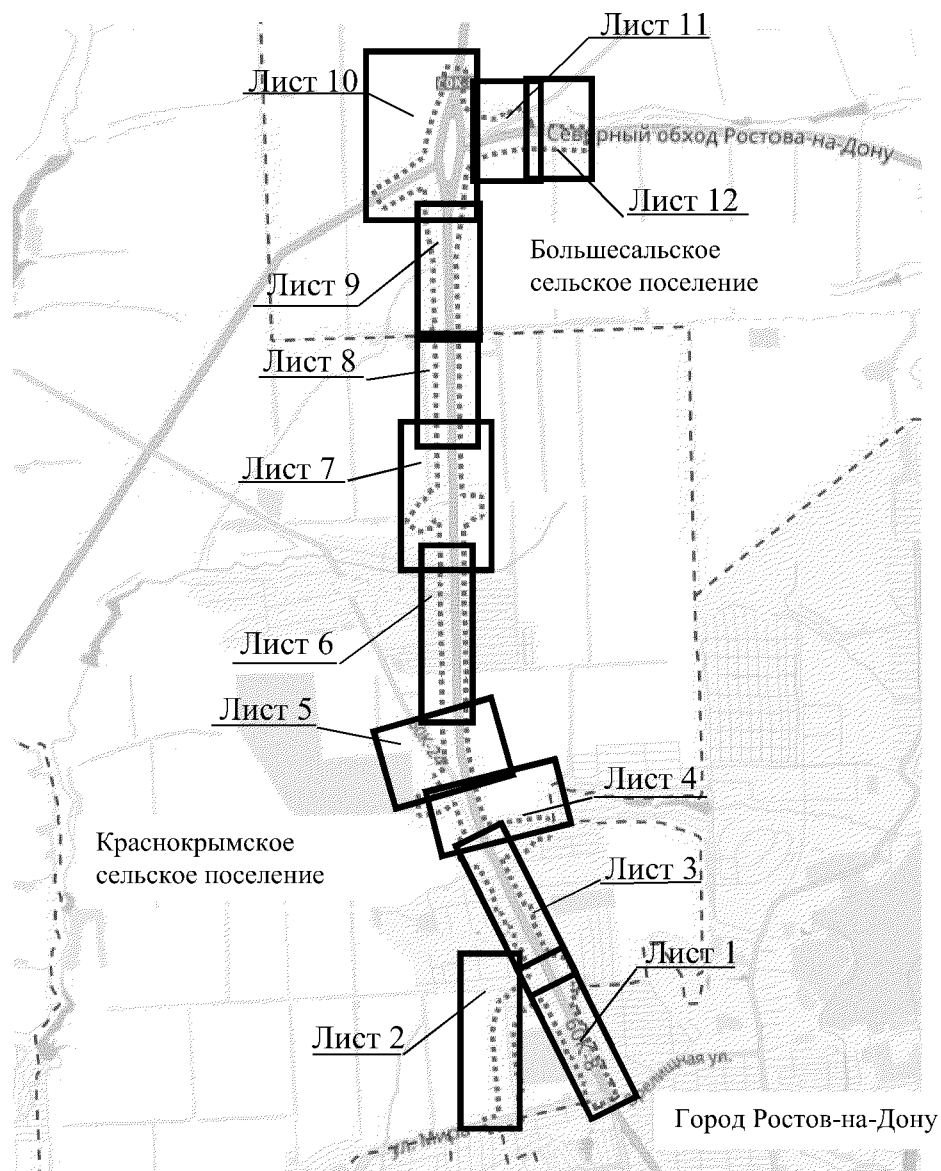 Лист 11
Лист 10
Северный обход Ростова-на-Дону
Лист 12
Большесальское
сельское поселение
Лист 9
Лист 8
Лист 7
Лист 6
Лист 5
Лист 4
Краснокрымское
сельское поселение
Лист 3
Лист 1
Лист 2
ул. Мира
Город Ростов-на-Дону